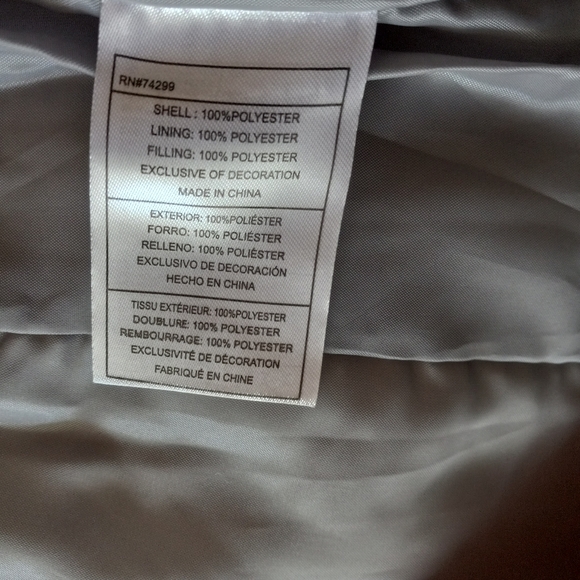 RN#74299
SHELL : 100%POLYESTER
LINING: 100% POLYESTER
FILLING: 100% POLYESTER
EXCLUSIVE OF DECORATION
MADE IN CHINA
EXTERIOR: 100%POLIÉSTER
FORRO: 100% POLIÉSTER
RELLENO: 100% POLIÉSTER
EXCLUSIVO DE DECORACIÓN
HECHO EN CHINA
TISSU EXTÉRIEUR: 100%POLYESTER
DOUBLURE: 100% POLYESTER
REMBOURRAGE: 100% POLYESTER
EXCLUSIVITÉ DE DÉCORATION
FABRIQUÉ EN CHINE